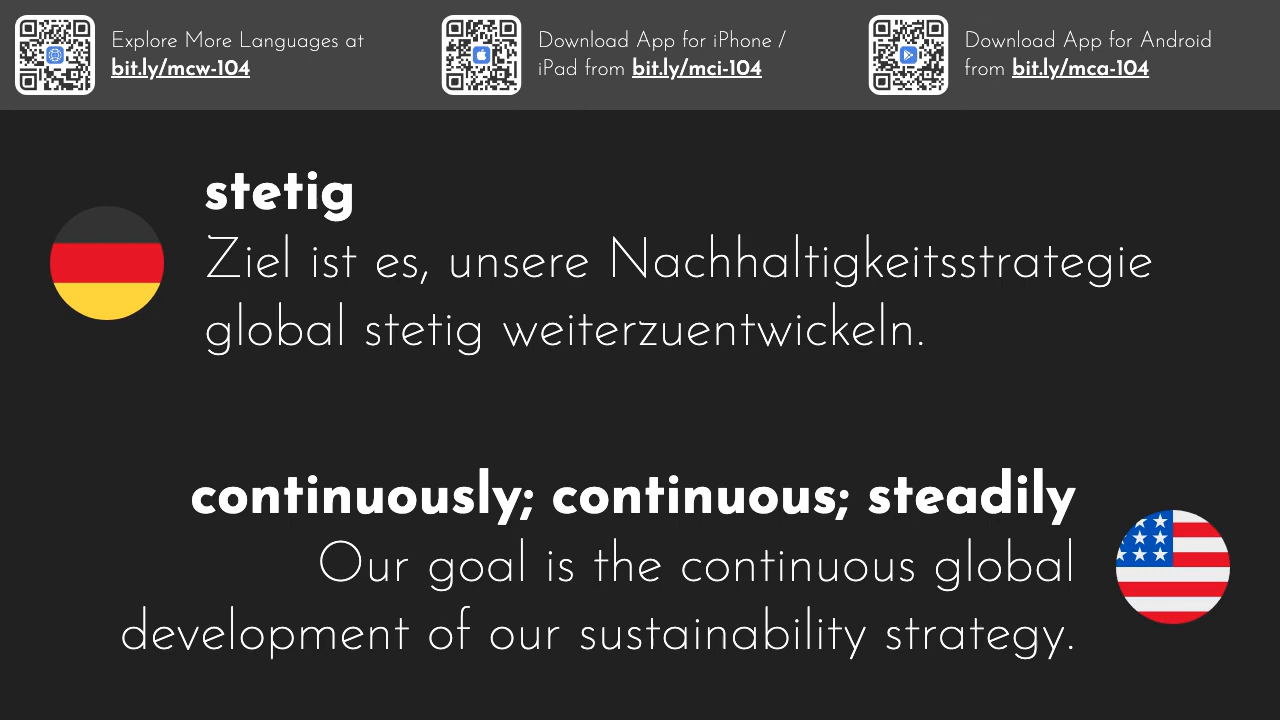 Explore More Languages at
bit.ly/mcw-104
Download App for iPhone /
iPad from bit.ly/mci-104
Download App for Android
from bit.ly/mca-104
stetig
Ziel ist es, unsere Nachhaltigkeitsstrategie
global stetig weiterzuentwickeln.
continuously; continuous; steadily
Our goal is the continuous global
development of our sustainability strategy.